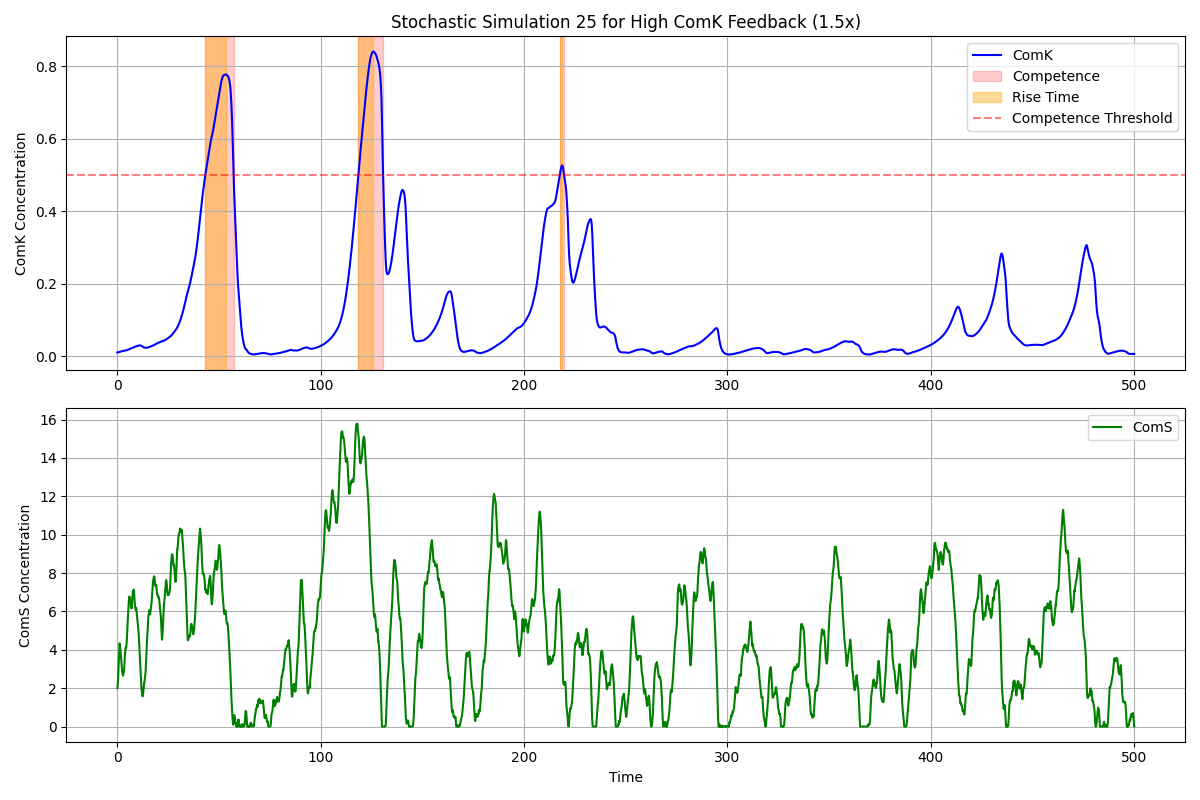 Stochastic Simulation 25 for High ComK Feedback (1.5x)
ComK Concentration
0.8
0.6
0.4
0.2
0.0
ComK
Competence
Rise Time
Competence Threshold
0 100 200 300 400 500
ComS Concentration
16
14
12
10
8
6
4
2
0
ComS
0 100 200 300 400 500
Time